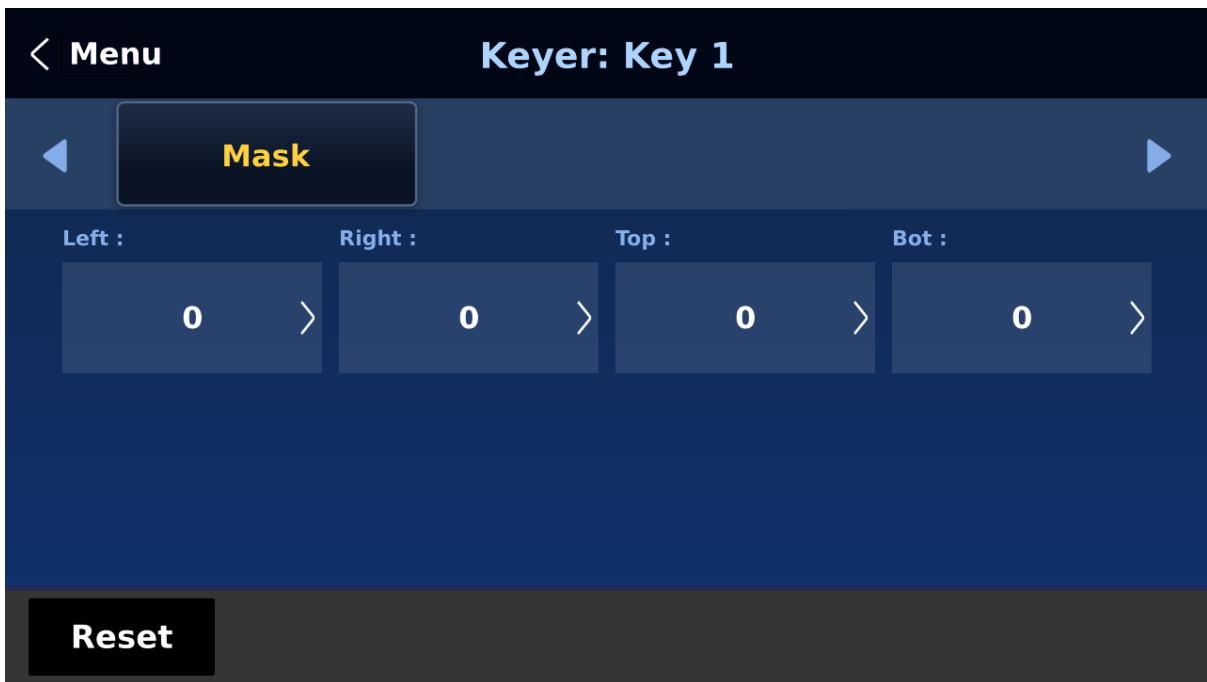 Menu
Keyer: Key 1
Mask
Left :
Right :
Top :
Bot :
0
0
0
0
Reset